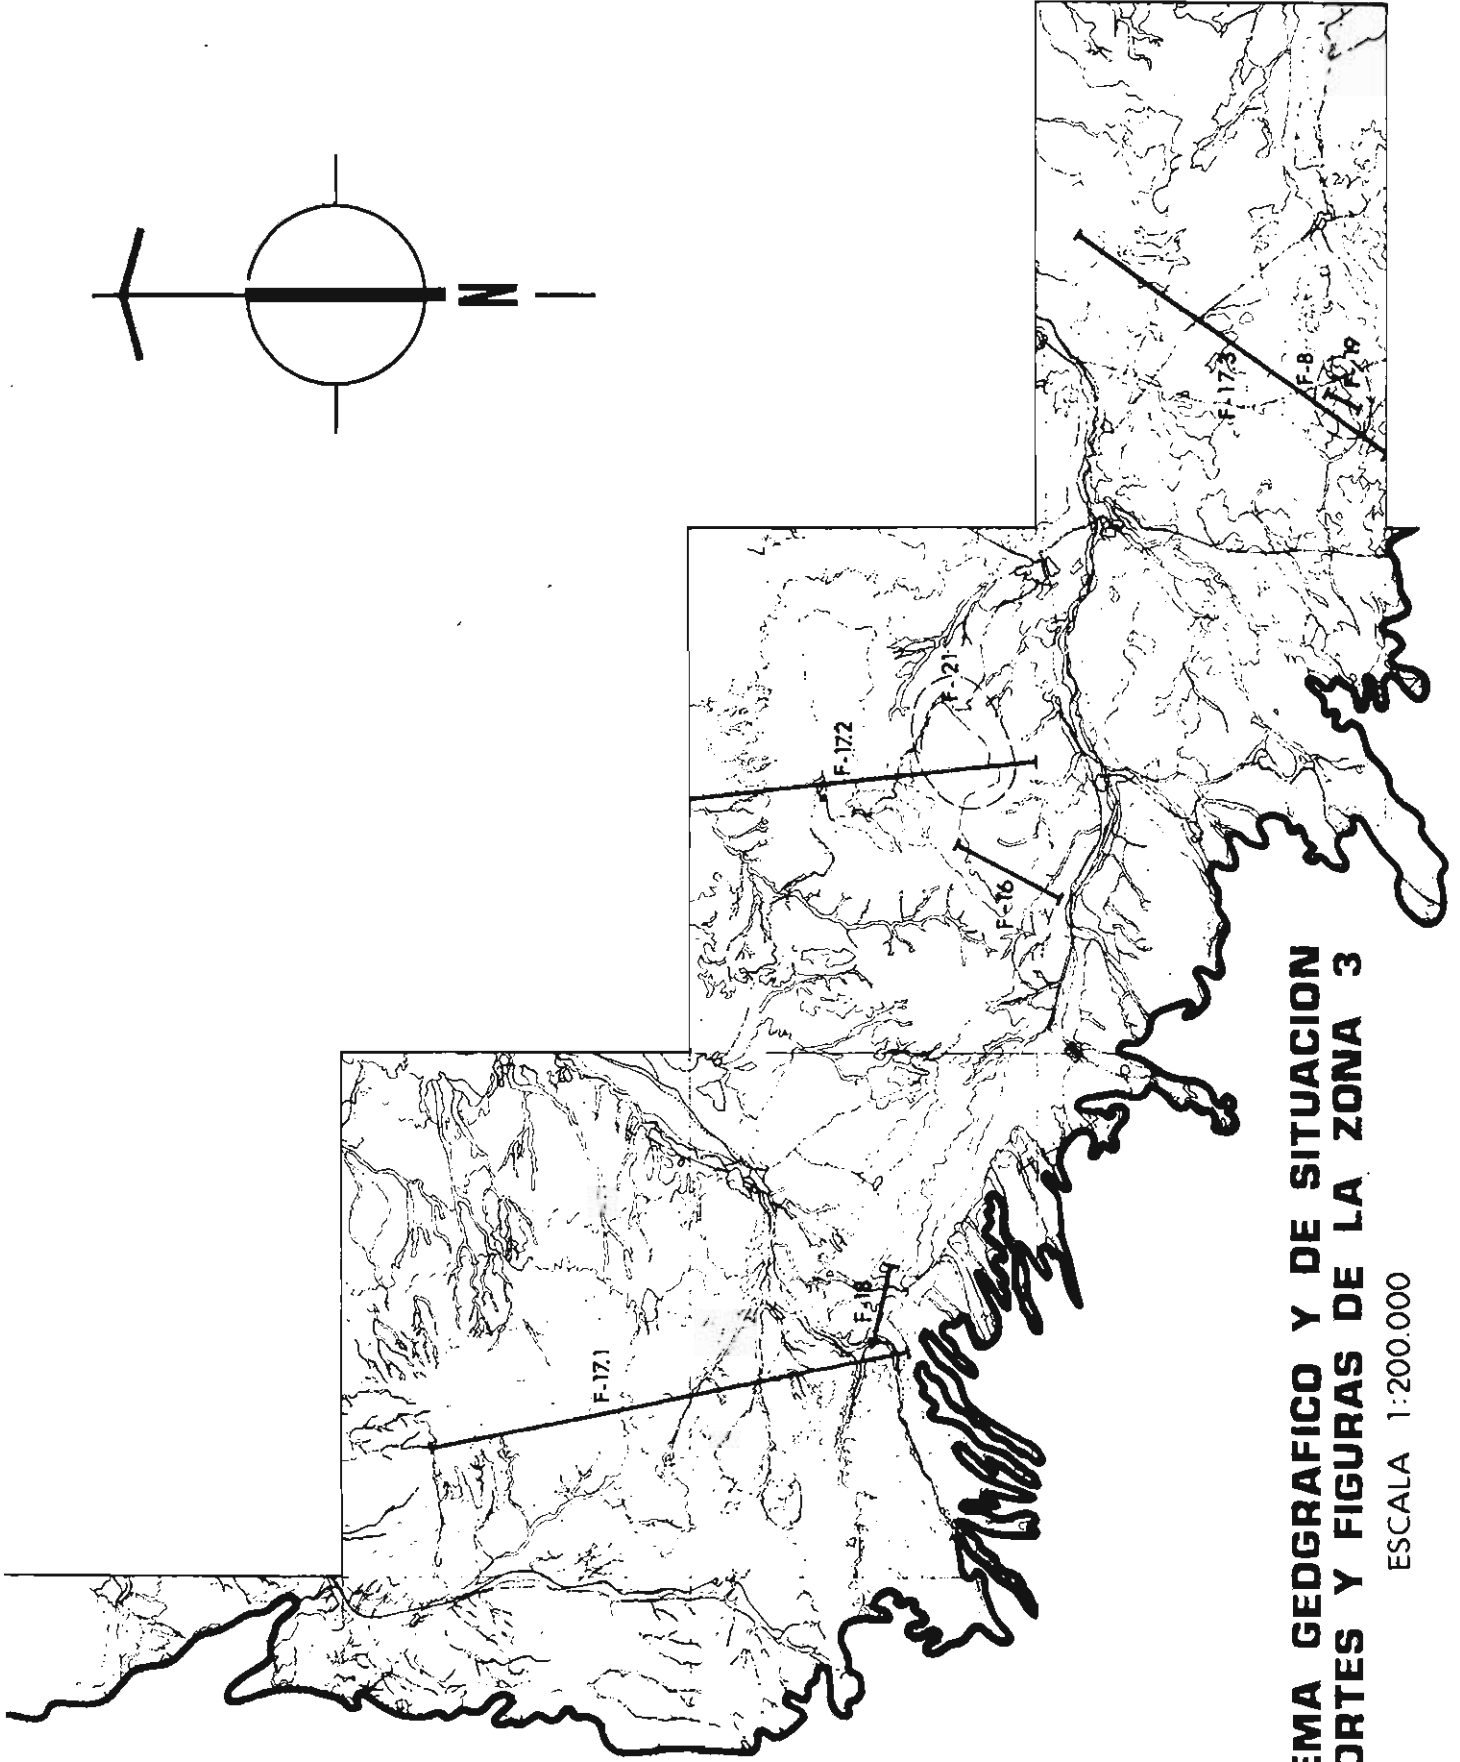 N
F-17.3
F-8
F-19
F-21
F-17.2
F-16
F-18
F-17.1
EMA GEOGRAFICO Y DE SITUACION
ORTES Y FIGURAS DE LA ZONA 3
ESCALA 1:200.000